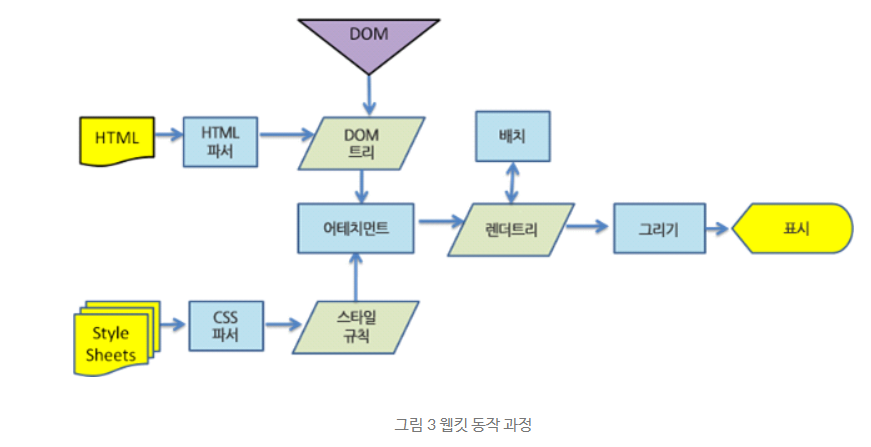 DOM
HTML
HTML
파서
DOM
트리
배치
어테치먼트
렌더트리
그리기
표시
Style
Sheets
CSS
파서
스타일
규칙
그림 3 웹킷 동작 과정